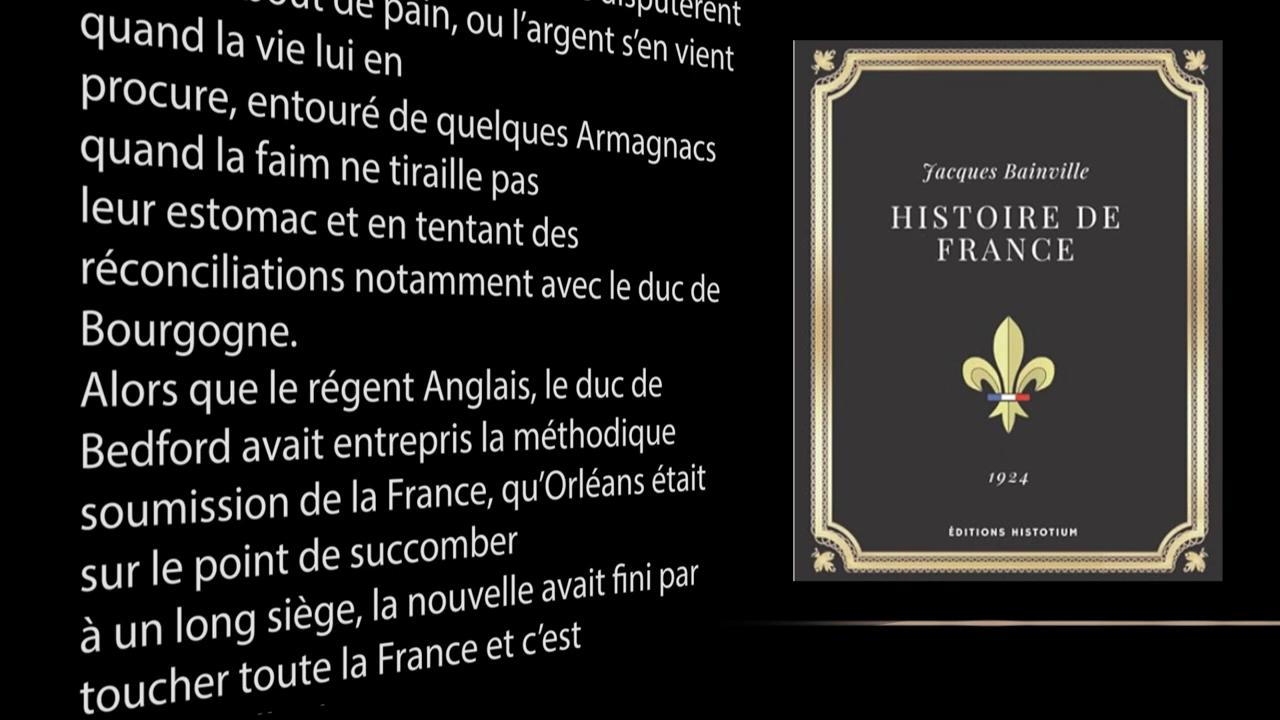 disputèrent
de pain, ou l’argent s’en vient
quand la vie lui en
procure, entouré de quelques Armagnacs
quand la faim ne tiraille pas
leur estomac et en tentant des
réconciliations notamment avec le duc de
Bourgogne.
Alors que le régent Anglais, le duc de
Bedford avait entrepris la méthodique
soumission de la France, qu’Orléans était
sur le point de succomber
à un long siège, la nouvelle avait fini par
toucher toute la France et c’est
Jacques Bainville
HISTOIRE DE
FRANCE
1924
ÉDITIONS HISTOTIUM